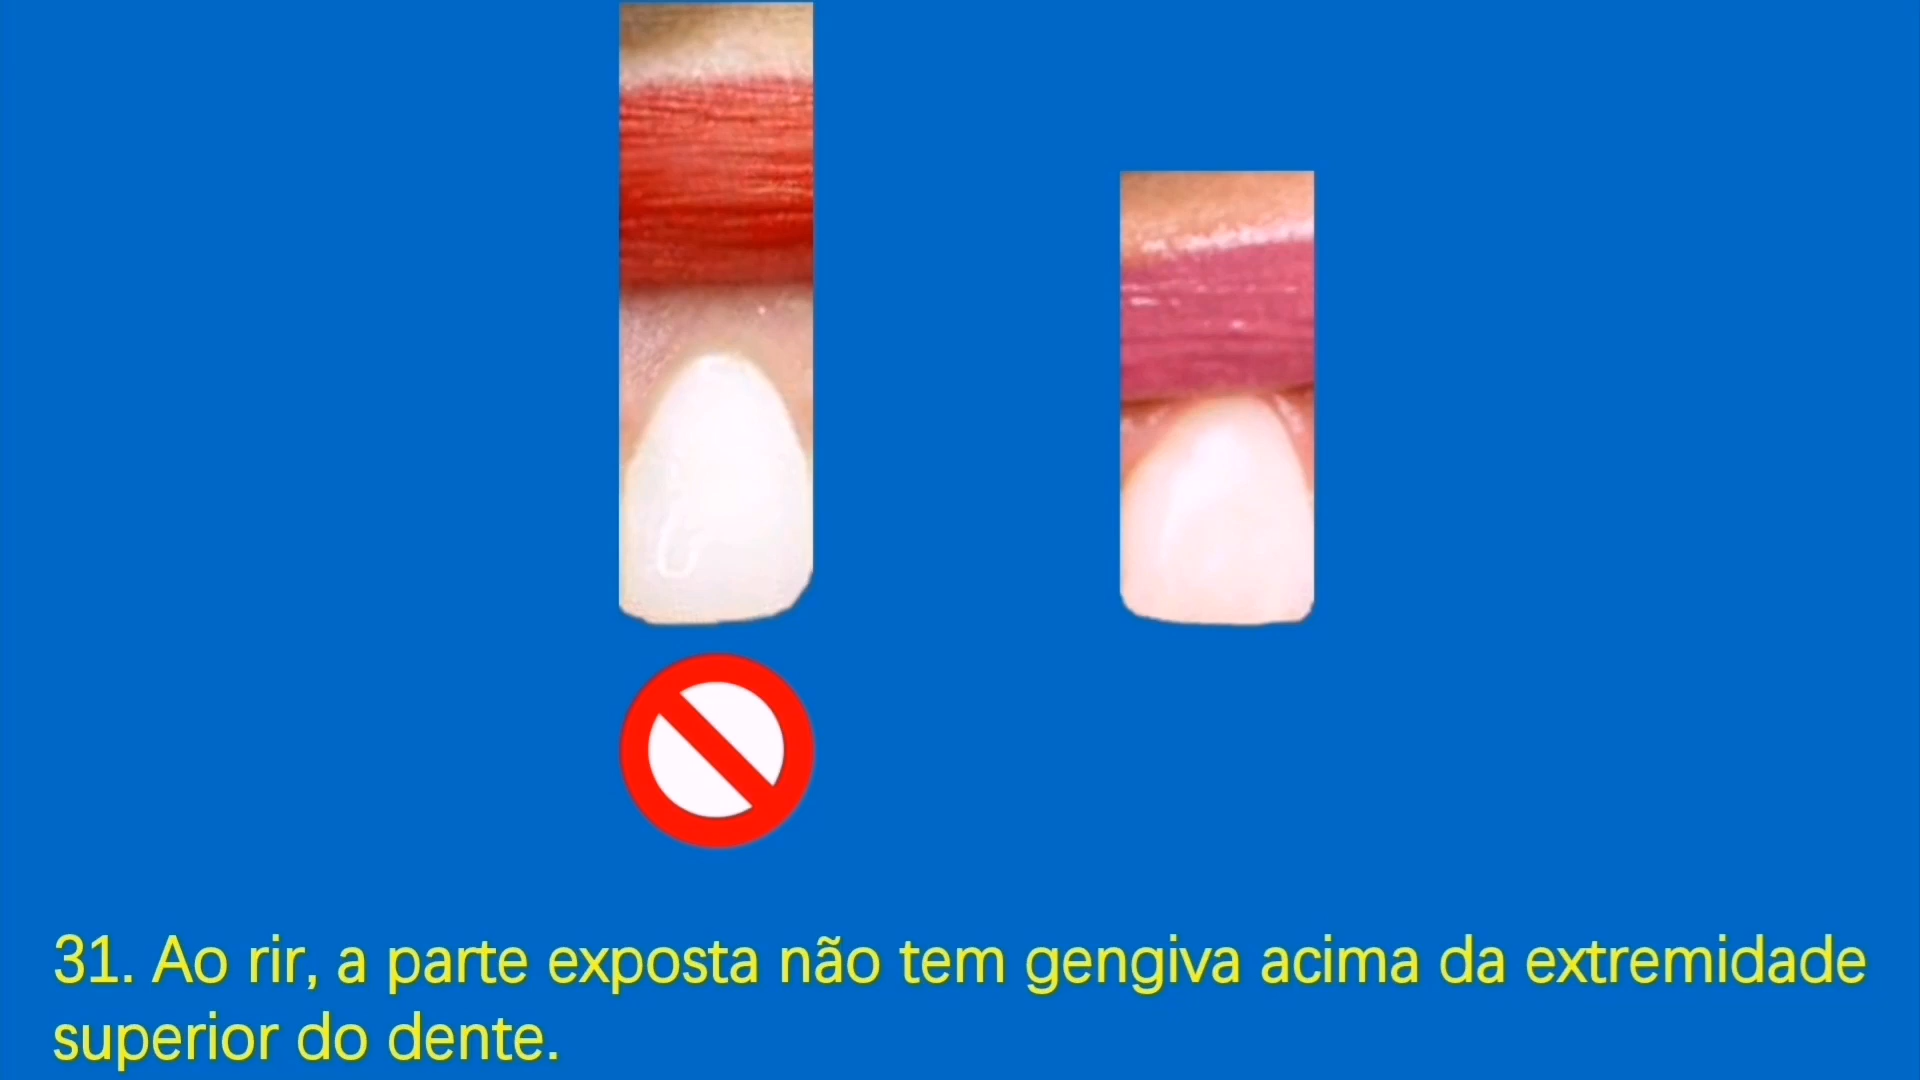 31. Ao rir, a parte exposta não tem gengiva acima da extremidade
superior do dente.